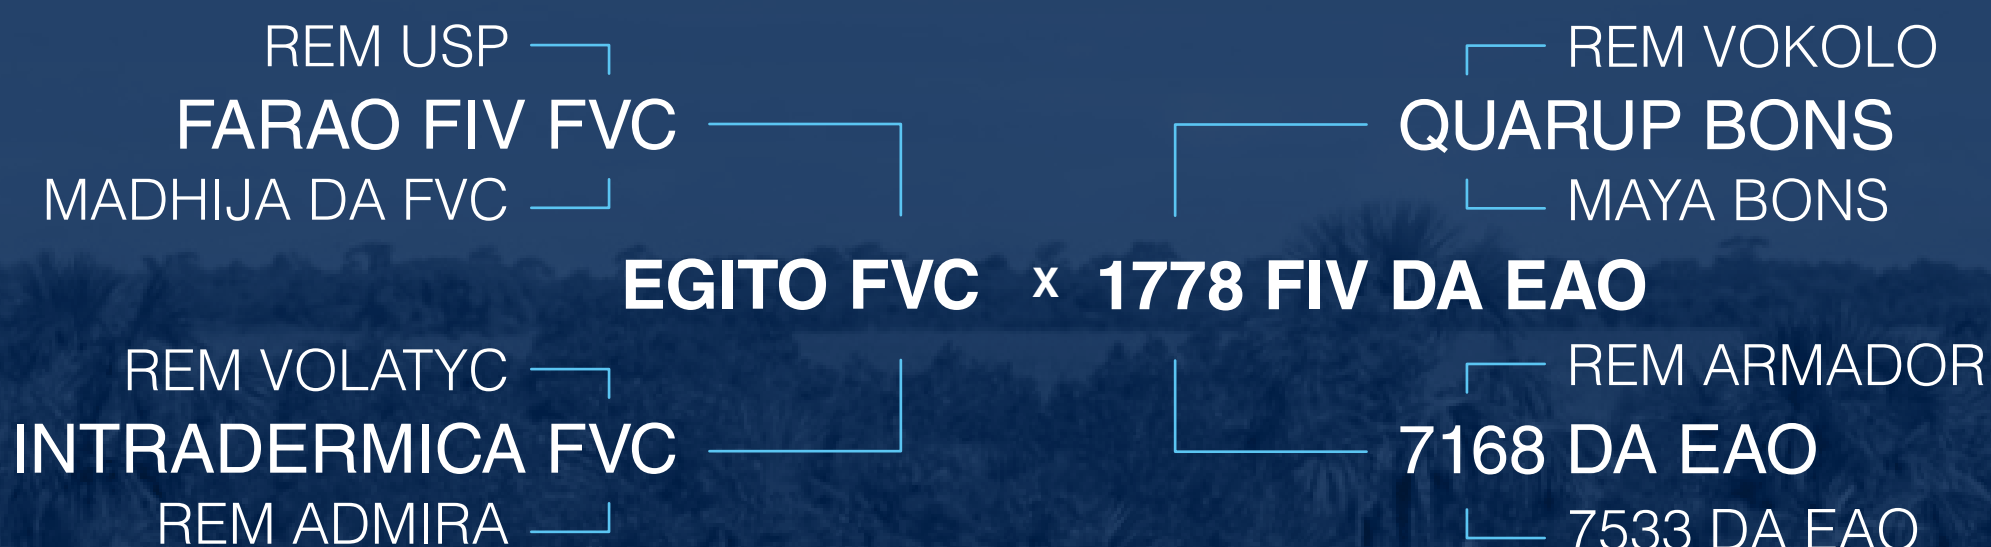 REM USP
REM VOKOLO
FARAO FIV FVC
QUARUP BONS
MADHIJA DA FVC
MAYA BONS
EGITO FVC x 1778 FIV DA EAO
REM VOLATYC
REM ARMADOR
INTRADERMICA FVC
7168 DA EAO
REM ADMIRA
7533 DA EAO